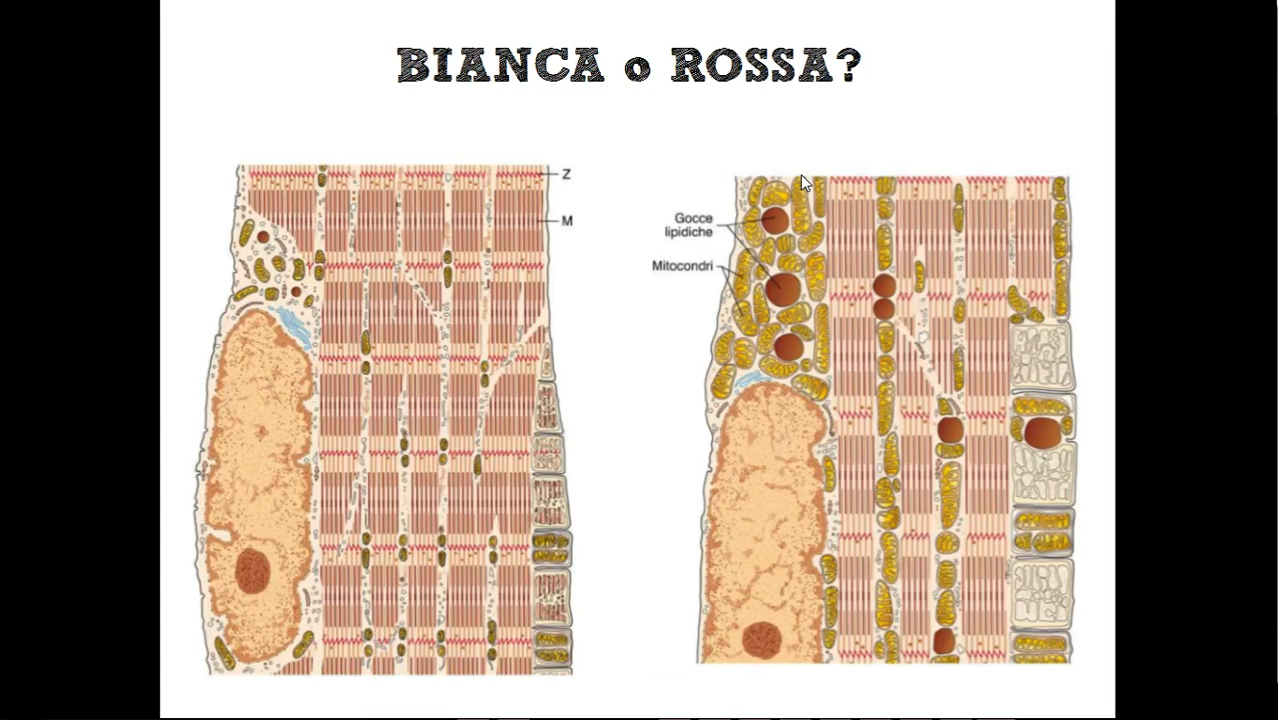 BIANCA o ROSSA?
Z
M
Gocce
lipidiche
Mitocondri